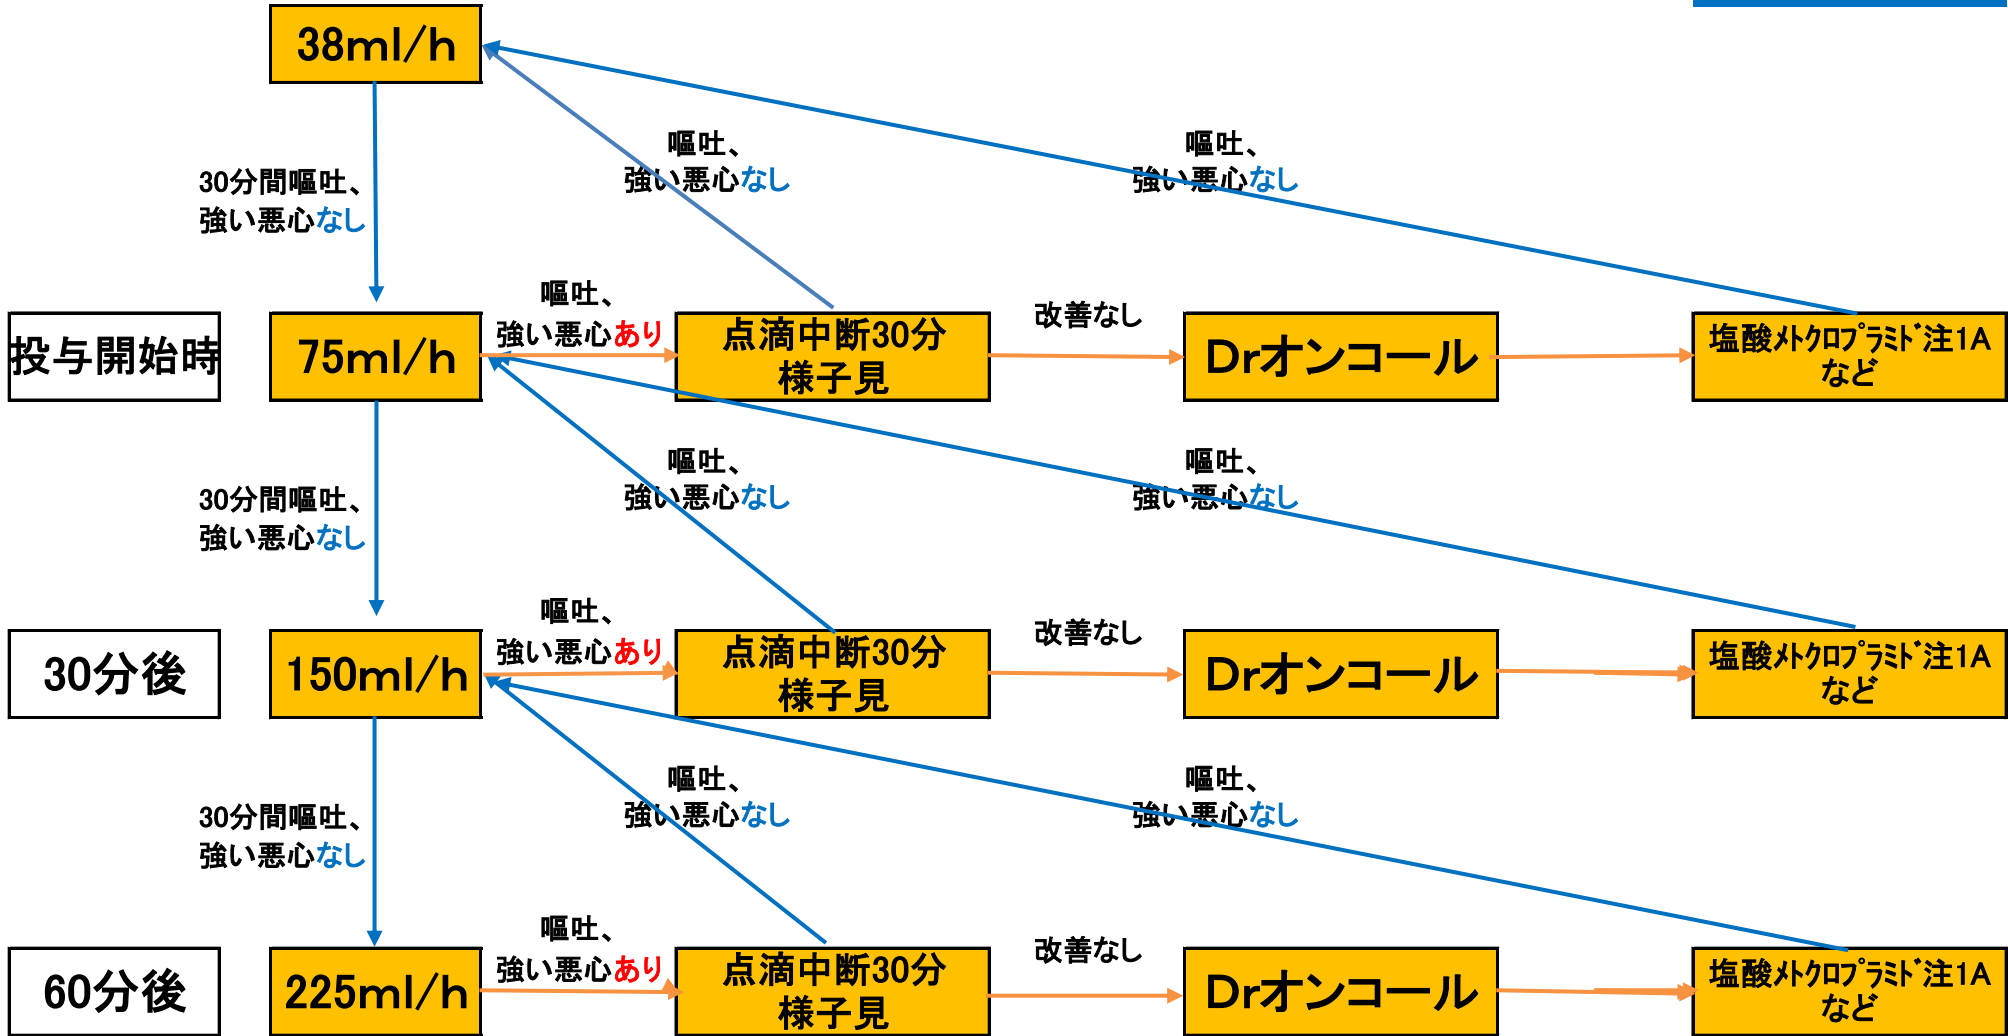 38ml/h
嘔吐、
強い悪心なし
嘔吐、
強い悪心なし
30分間嘔吐、
強い悪心なし
投与開始時
75ml/h
嘔吐、
強い悪心あり
点滴中断30分
様子見
改善なし
Drオンコール
塩酸ﾒﾄｸﾛﾌﾟﾗﾐﾄﾞ注1A
など
嘔吐、
強い悪心なし
嘔吐、
強い悪心なし
30分間嘔吐、
強い悪心なし
30分後
150ml/h
嘔吐、
強い悪心あり
点滴中断30分
様子見
改善なし
Drオンコール
塩酸ﾒﾄｸﾛﾌﾟﾗﾐﾄﾞ注1A
など
嘔吐、
強い悪心なし
嘔吐、
強い悪心なし
30分間嘔吐、
強い悪心なし
60分後
225ml/h
嘔吐、
強い悪心あり
点滴中断30分
様子見
改善なし
Drオンコール
塩酸ﾒﾄｸﾛﾌﾟﾗﾐﾄﾞ注1A
など